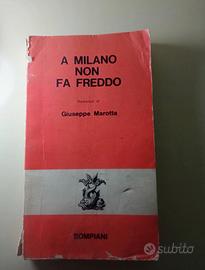 A MILANO
NON
FA FREDDO
Giuseppe Marotta
BOMPIANI
subito